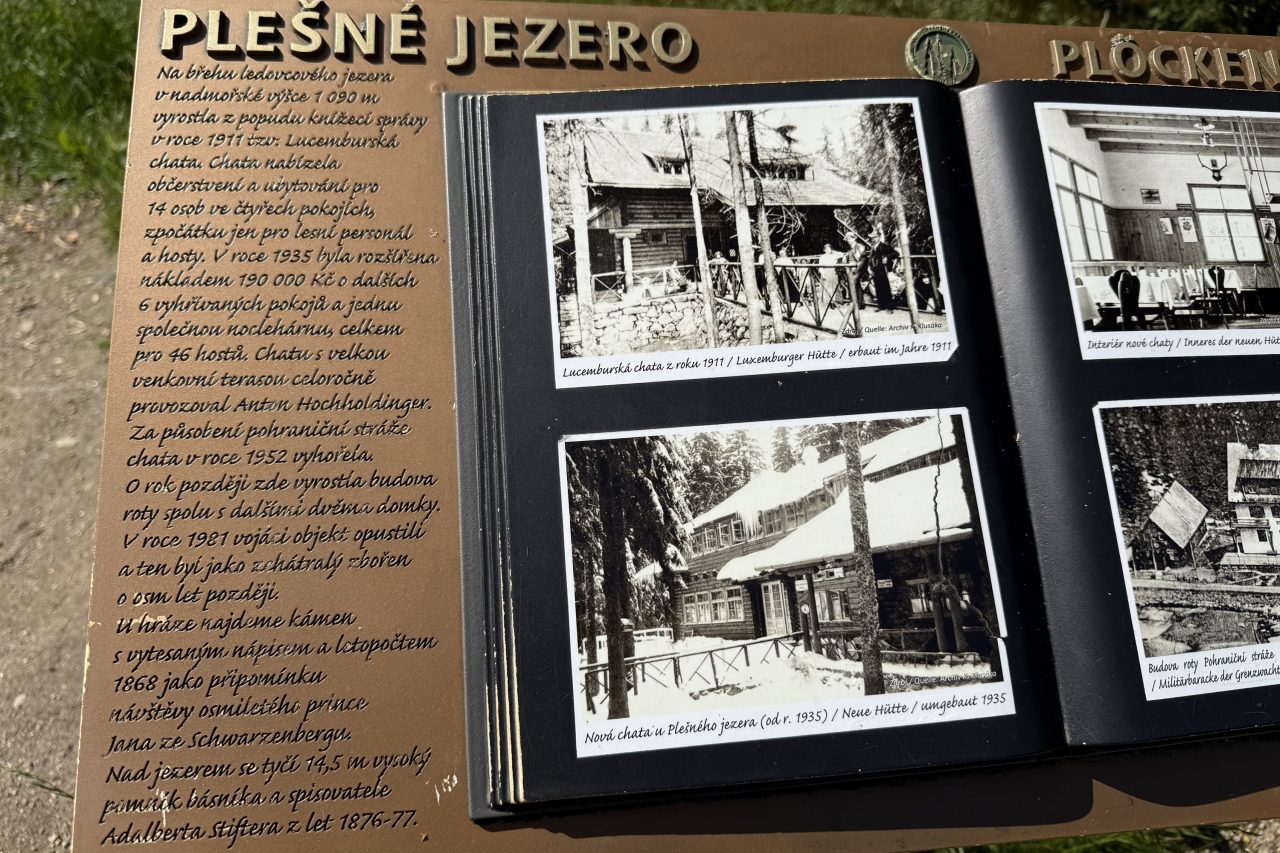 PLEŠNÉ JEZERO
Na břehu ledovcového jezera
v nadmořské výšce 1 090 m
vyrostla z popudu knížecí správy
v roce 1911 tzv. Lucemburská
chata. Chata nabízela
občerstvení a ubytování pro
14 osob ve čtyřech pokojích,
zpočátku jen pro lesní personál
a hosty. V roce 1935 byla rozšířena
nákladem 190 000 Kč o dalších
6 vyhřívaných pokojů a jednu
společnou noclehárnu, celkem
pro 46 hostů. Chatu s velkou
venkovní terasou celoročně
provozoval Anton Hochholdinger.
Za působení pohraniční stráže
chata v roce 1952 vyhořela.
O rok později zde vyrostla budova
roty spolu s dalšími dvěma domky.
V roce 1981 vojáci objekt opustili
a ten byl jako zchátralý zbořen
o osm let později.
U hráze najdeme kámen
s vytesaným nápisem a letopočtem
1868 jako připomínku
návštěvy osmiletého prince
Jana ze Schwarzenbergu.
Nad jezerem se tyčí 14,5 m vysoký
pomník básníka a spisovatele
Adalberta Stiftera z let 1876-77.
Zdroj / Quelle: Archiv K. Klusáka
Lucemburská chata z roku 1911 / Luxemburger Hütte / erbaut im Jahre 1911
Zdroj / Quelle: Archiv K. Klusáka
Nová chata u Plešného jezera (od r. 1935) / Neue Hütte / umgebaut 1935
PLÖCKEN
Interiér nové chaty / Inneres der neuen Hüt
Budova roty Pohraniční stráže
/ Militärbaracke der Grenzwacht